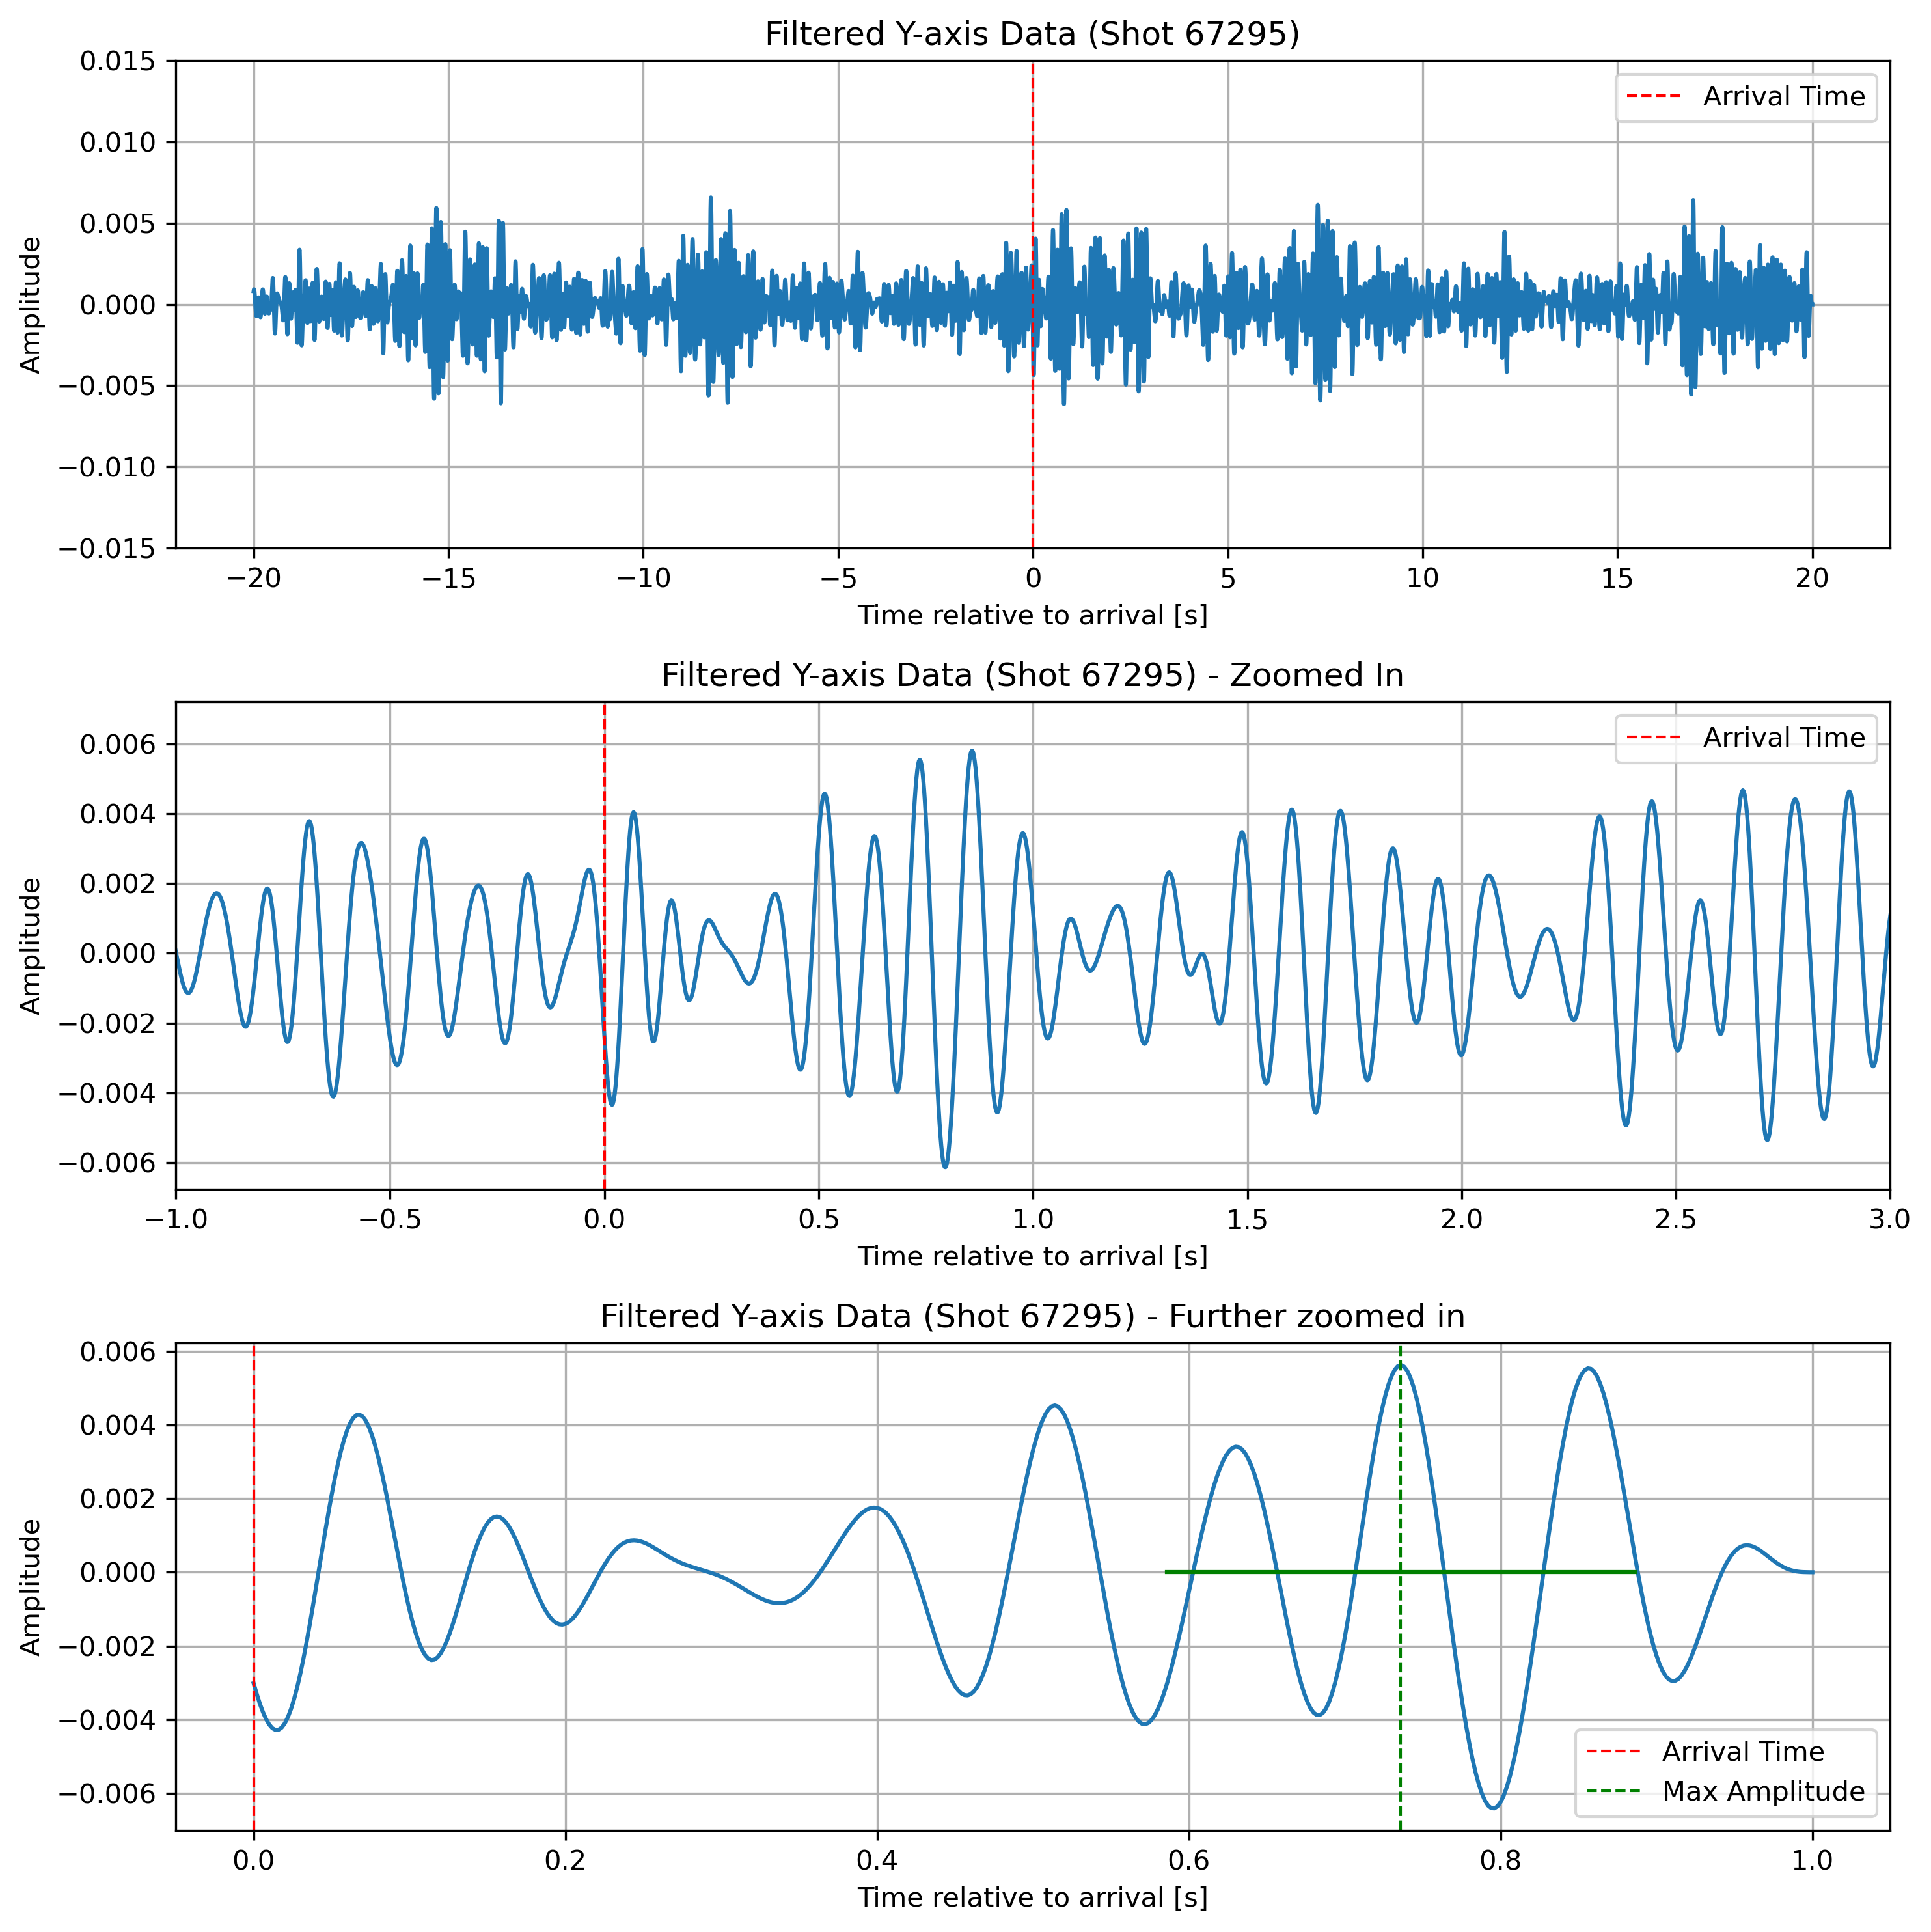 Filtered Y-axis Data (Shot 67295)
0.015
0.010
0.005
0.000
−0.005
−0.010
−0.015
Amplitude
Arrival Time
−20 −15 −10 −5 0 5 10 15 20
Time relative to arrival [s]
Filtered Y-axis Data (Shot 67295) - Zoomed In
0.006
0.004
0.002
0.000
−0.002
−0.004
−0.006
Amplitude
Arrival Time
−1.0 −0.5 0.0 0.5 1.0 1.5 2.0 2.5 3.0
Time relative to arrival [s]
Filtered Y-axis Data (Shot 67295) - Further zoomed in
0.006
0.004
0.002
0.000
−0.002
−0.004
−0.006
Amplitude
Arrival Time
Max Amplitude
0.0 0.2 0.4 0.6 0.8 1.0
Time relative to arrival [s]